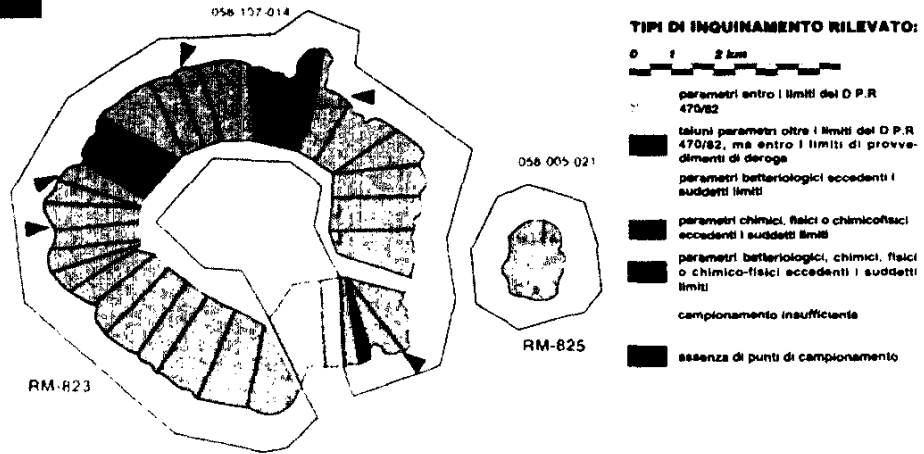 058 107-014
TIPI DI INQUINAMENTO RILEVATO:
0 1 2 km
parametri entro i limiti del D P.R
470/82
taluni parametri oltre i limiti del D P.R
470/82, ma entro i limiti di provve-
dimenti di deroga
parametri batteriologici eccedenti i
suddetti limiti
parametri chimici, fisici o chimicofisici
eccedenti i suddetti limiti
parametri batteriologici, chimici, fisici
o chimico-fisici eccedenti i suddetti
limiti
campionamento insufficiente
assenza di punti di campionamento
058 005-021
RM-825
RM-823